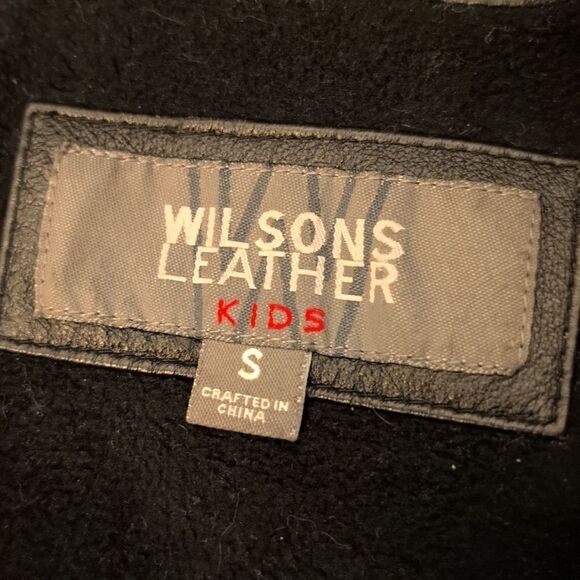 WILSONS
LEATHER
KIDS
S
CRAFTED IN
CHINA